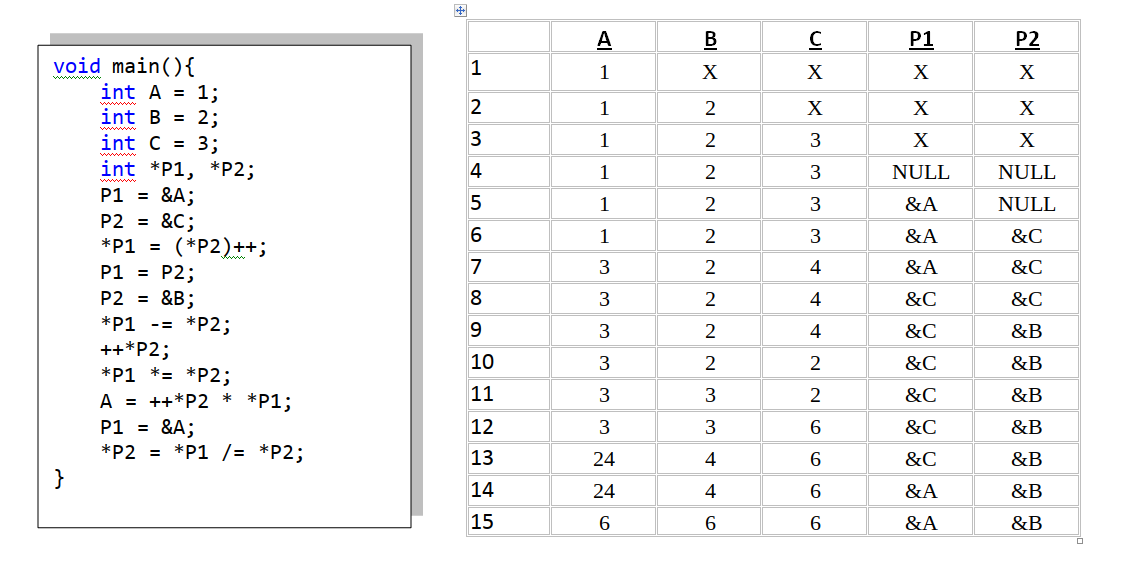 void main(){
int A = 1;
int B = 2;
int C = 3;
int *P1, *P2;
P1 = &A;
P2 = &C;
*P1 = (*P2)++;
P1 = P2;
P2 = &B;
*P1 -= *P2;
++*P2;
*P1 *= *P2;
A = ++*P2 * *P1;
P1 = &A;
*P2 = *P1 /= *P2;
}
A B C P1 P2
1 1 X X X X
2 1 2 X X X
3 1 2 3 X X
4 1 2 3 NULL NULL
5 1 2 3 &A NULL
6 1 2 3 &A &C
7 3 2 4 &A &C
8 3 2 4 &C &C
9 3 2 4 &C &B
10 3 2 2 &C &B
11 3 3 2 &C &B
12 3 3 6 &C &B
13 24 4 6 &C &B
14 24 4 6 &A &B
15 6 6 6 &A &B